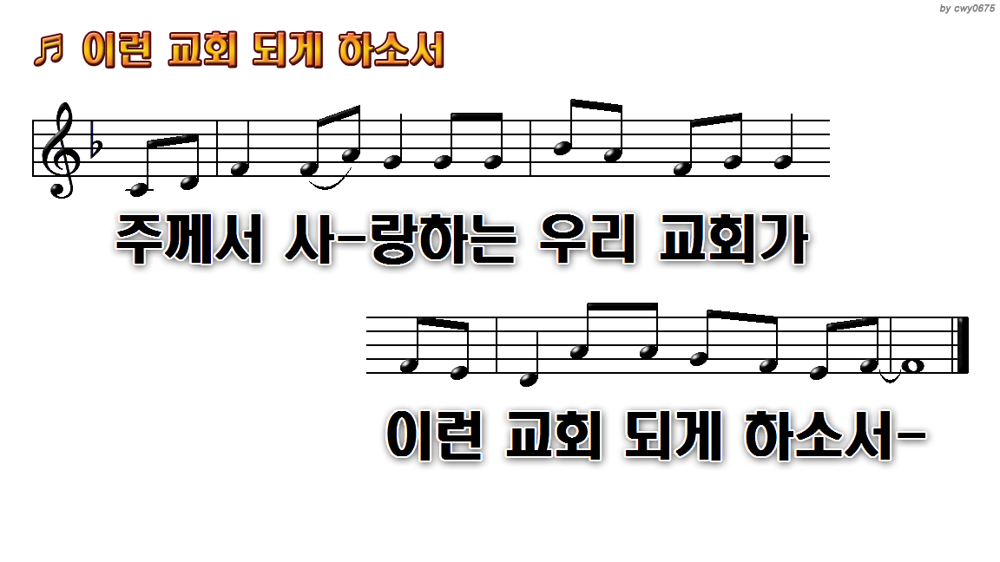 by cwy0675
이런 교회 되게 하소서
주께서 사-랑하는 우리 교회가
이런 교회 되게 하소서-